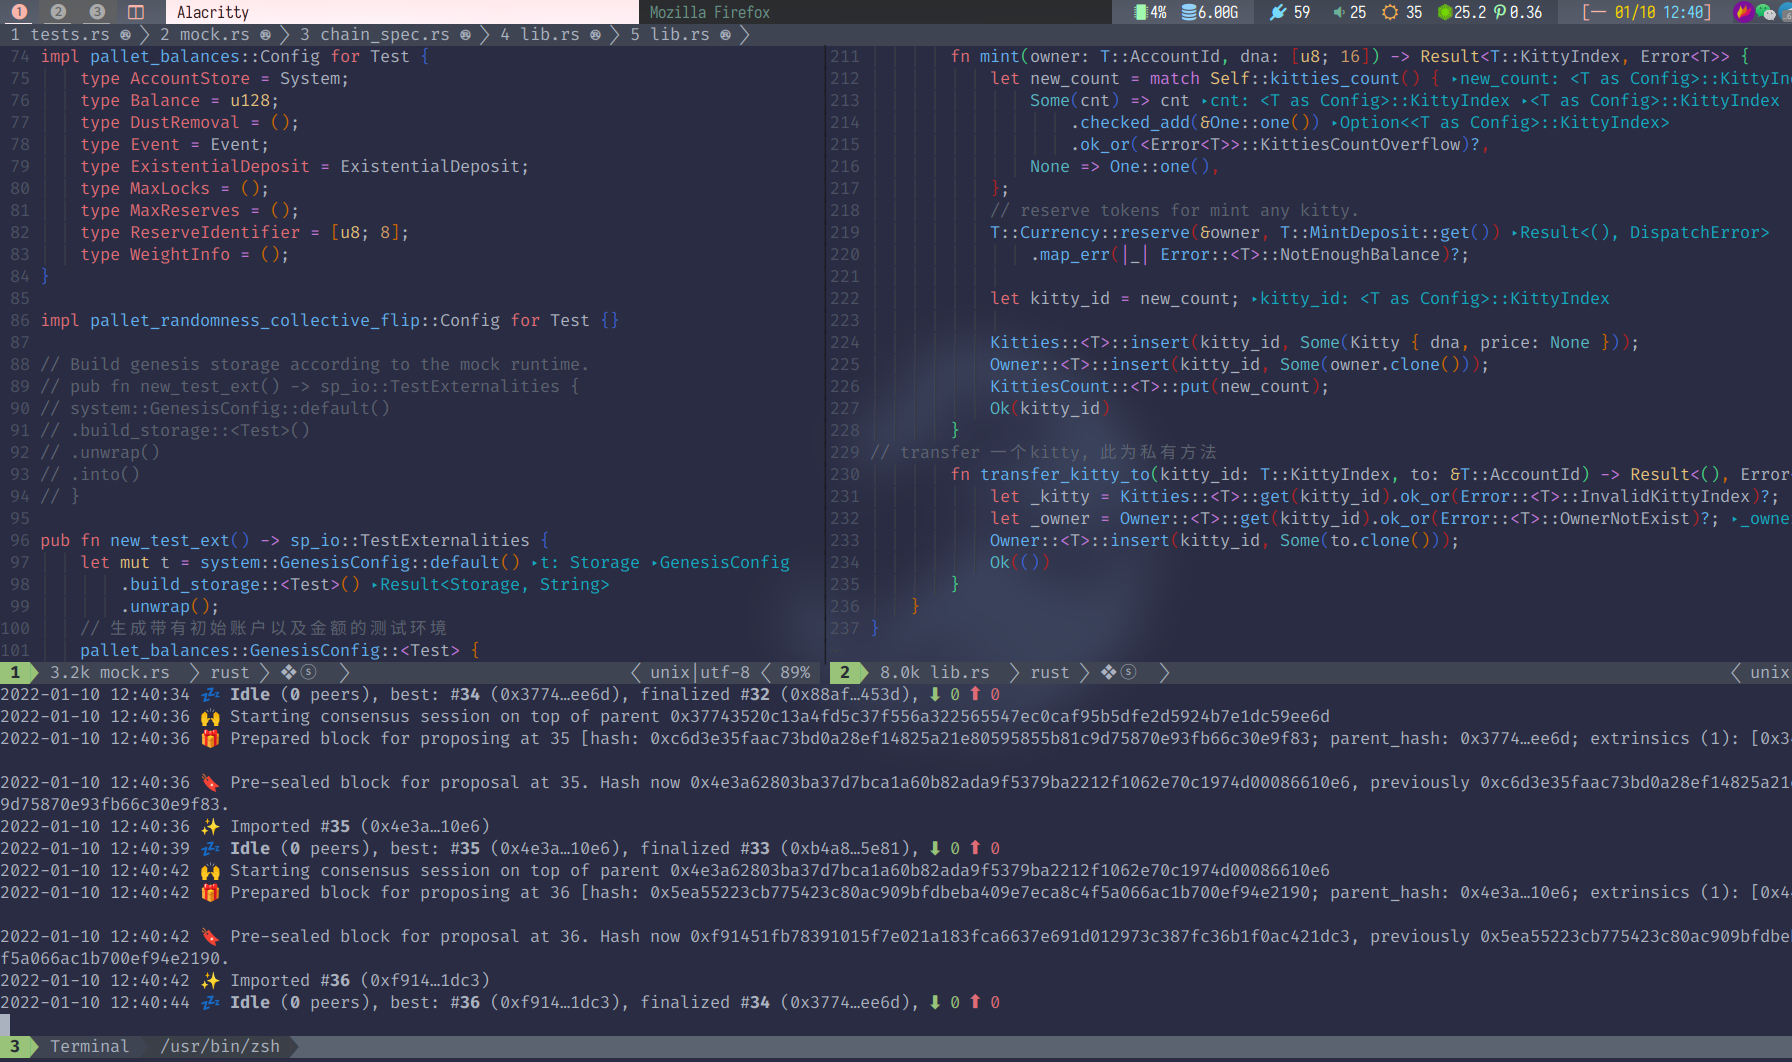 1 2 3 Alacritty Mozilla Firefox 4% 6.00G 59 25 35 25.2 0.36 [一 01/10 12:40]
1 tests.rs 2 mock.rs 3 chain_spec.rs 4 lib.rs 5 lib.rs
74 impl pallet_balances::Config for Test {
75 type AccountStore = System;
76 type Balance = u128;
77 type DustRemoval = ();
78 type Event = Event;
79 type ExistentialDeposit = ExistentialDeposit;
80 type MaxLocks = ();
81 type MaxReserves = ();
82 type ReserveIdentifier = [u8; 8];
83 type WeightInfo = ();
84 }
85
86 impl pallet_randomness_collective_flip::Config for Test {}
87
88 // Build genesis storage according to the mock runtime.
89 // pub fn new_test_ext() -> sp_io::TestExternalities {
90 // system::GenesisConfig::default()
91 // .build_storage::<Test>()
92 // .unwrap()
93 // .into()
94 // }
95
96 pub fn new_test_ext() -> sp_io::TestExternalities {
97 let mut t = system::GenesisConfig::default() ‣t: Storage ‣GenesisConfig
98 .build_storage::<Test>() ‣Result<Storage, String>
99 .unwrap();
100 // 生成带有初始账户以及金额的测试环境
101 pallet_balances::GenesisConfig::<Test> {
1 3.2k mock.rs rust ❖ⓢ unix|utf-8 89%
211 fn mint(owner: T::AccountId, dna: [u8; 16]) -> Result<T::KittyIndex, Error<T>> {
212 let new_count = match Self::kitties_count() { ‣new_count: <T as Config>::KittyIn
213 Some(cnt) => cnt ‣cnt: <T as Config>::KittyIndex ‣<T as Config>::KittyIndex
214 .checked_add(&One::one()) ‣Option<<T as Config>::KittyIndex>
215 .ok_or(<Error<T>>::KittiesCountOverflow)?,
216 None => One::one(),
217 };
218 // reserve tokens for mint any kitty.
219 T::Currency::reserve(&owner, T::MintDeposit::get()) ‣Result<(), DispatchError>
220 .map_err(|_| Error::<T>::NotEnoughBalance)?;
221
222 let kitty_id = new_count; ‣kitty_id: <T as Config>::KittyIndex
223
224 Kitties::<T>::insert(kitty_id, Some(Kitty { dna, price: None }));
225 Owner::<T>::insert(kitty_id, Some(owner.clone()));
226 KittiesCount::<T>::put(new_count);
227 Ok(kitty_id)
228 }
229 // transfer 一个kitty, 此为私有方法
230 fn transfer_kitty_to(kitty_id: T::KittyIndex, to: &T::AccountId) -> Result<(), Error
231 let _kitty = Kitties::<T>::get(kitty_id).ok_or(Error::<T>::InvalidKittyIndex)?;
232 let _owner = Owner::<T>::get(kitty_id).ok_or(Error::<T>::OwnerNotExist)?; ‣_owne
233 Owner::<T>::insert(kitty_id, Some(to.clone()));
234 Ok(())
235 }
236 }
237 }
2 8.0k lib.rs rust ❖ⓢ unix
2022-01-10 12:40:34 💤 Idle (0 peers), best: #34 (0x3774…ee6d), finalized #32 (0x88af…453d), ⬇ 0 ⬆ 0
2022-01-10 12:40:36 🙌 Starting consensus session on top of parent 0x37743520c13a4fd5c37f556a322565547ec0caf95b5dfe2d5924b7e1dc59ee6d
2022-01-10 12:40:36 🎁 Prepared block for proposing at 35 [hash: 0xc6d3e35faac73bd0a28ef14825a21e80595855b81c9d75870e93fb66c30e9f83; parent_hash: 0x3774…ee6d; extrinsics (1): [0x3
2022-01-10 12:40:36 🔖 Pre-sealed block for proposal at 35. Hash now 0x4e3a62803ba37d7bca1a60b82ada9f5379ba2212f1062e70c1974d00086610e6, previously 0xc6d3e35faac73bd0a28ef14825a21
9d75870e93fb66c30e9f83.
2022-01-10 12:40:36 ✨ Imported #35 (0x4e3a…10e6)
2022-01-10 12:40:39 💤 Idle (0 peers), best: #35 (0x4e3a…10e6), finalized #33 (0xb4a8…5e81), ⬇ 0 ⬆ 0
2022-01-10 12:40:42 🙌 Starting consensus session on top of parent 0x4e3a62803ba37d7bca1a60b82ada9f5379ba2212f1062e70c1974d00086610e6
2022-01-10 12:40:42 🎁 Prepared block for proposing at 36 [hash: 0x5ea55223cb775423c80ac909bfdbeba409e7eca8c4f5a066ac1b700ef94e2190; parent_hash: 0x4e3a…10e6; extrinsics (1): [0x4
2022-01-10 12:40:42 🔖 Pre-sealed block for proposal at 36. Hash now 0xf91451fb78391015f7e021a183fca6637e691d012973c387fc36b1f0ac421dc3, previously 0x5ea55223cb775423c80ac909bfdbe
f5a066ac1b700ef94e2190.
2022-01-10 12:40:42 ✨ Imported #36 (0xf914…1dc3)
2022-01-10 12:40:44 💤 Idle (0 peers), best: #36 (0xf914…1dc3), finalized #34 (0x3774…ee6d), ⬇ 0 ⬆ 0
3 Terminal /usr/bin/zsh